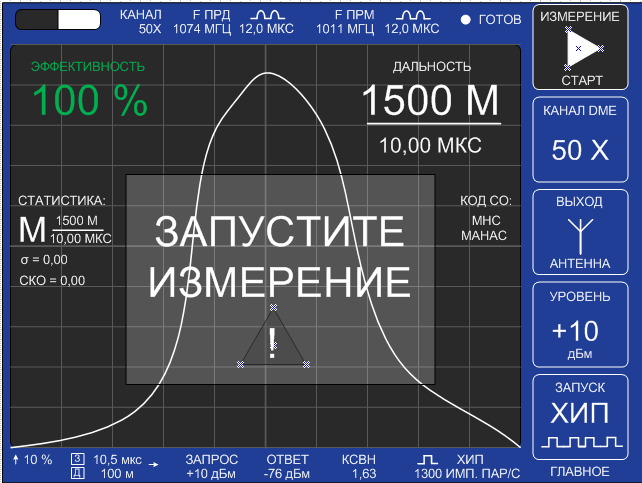 КАНАЛ
50X
F ПРД
1074 МГЦ
12,0 МКС
F ПРМ
1011 МГЦ
12,0 МКС
ГОТОВ
ИЗМЕРЕНИЕ
СТАРТ
ЭФФЕКТИВНОСТЬ
100 %
ДАЛЬНОСТЬ
1500 М
10,00 МКС
КАНАЛ DME
50 X
СТАТИСТИКА:
М 1500 М
10,00 МКС
σ = 0,00
СКО = 0,00
ЗАПУСТИТЕ
ИЗМЕРЕНИЕ
!
КОД СО:
МНС
МАНАС
ВЫХОД
АНТЕННА
УРОВЕНЬ
+10
дБм
ЗАПУСК
ХИП
ГЛАВНОЕ
10 %
З 10,5 мкс
Д 100 м
ЗАПРОС
+10 дБм
ОТВЕТ
-76 дБм
КСВН
1,63
ХИП
1300 ИМП. ПАР/С